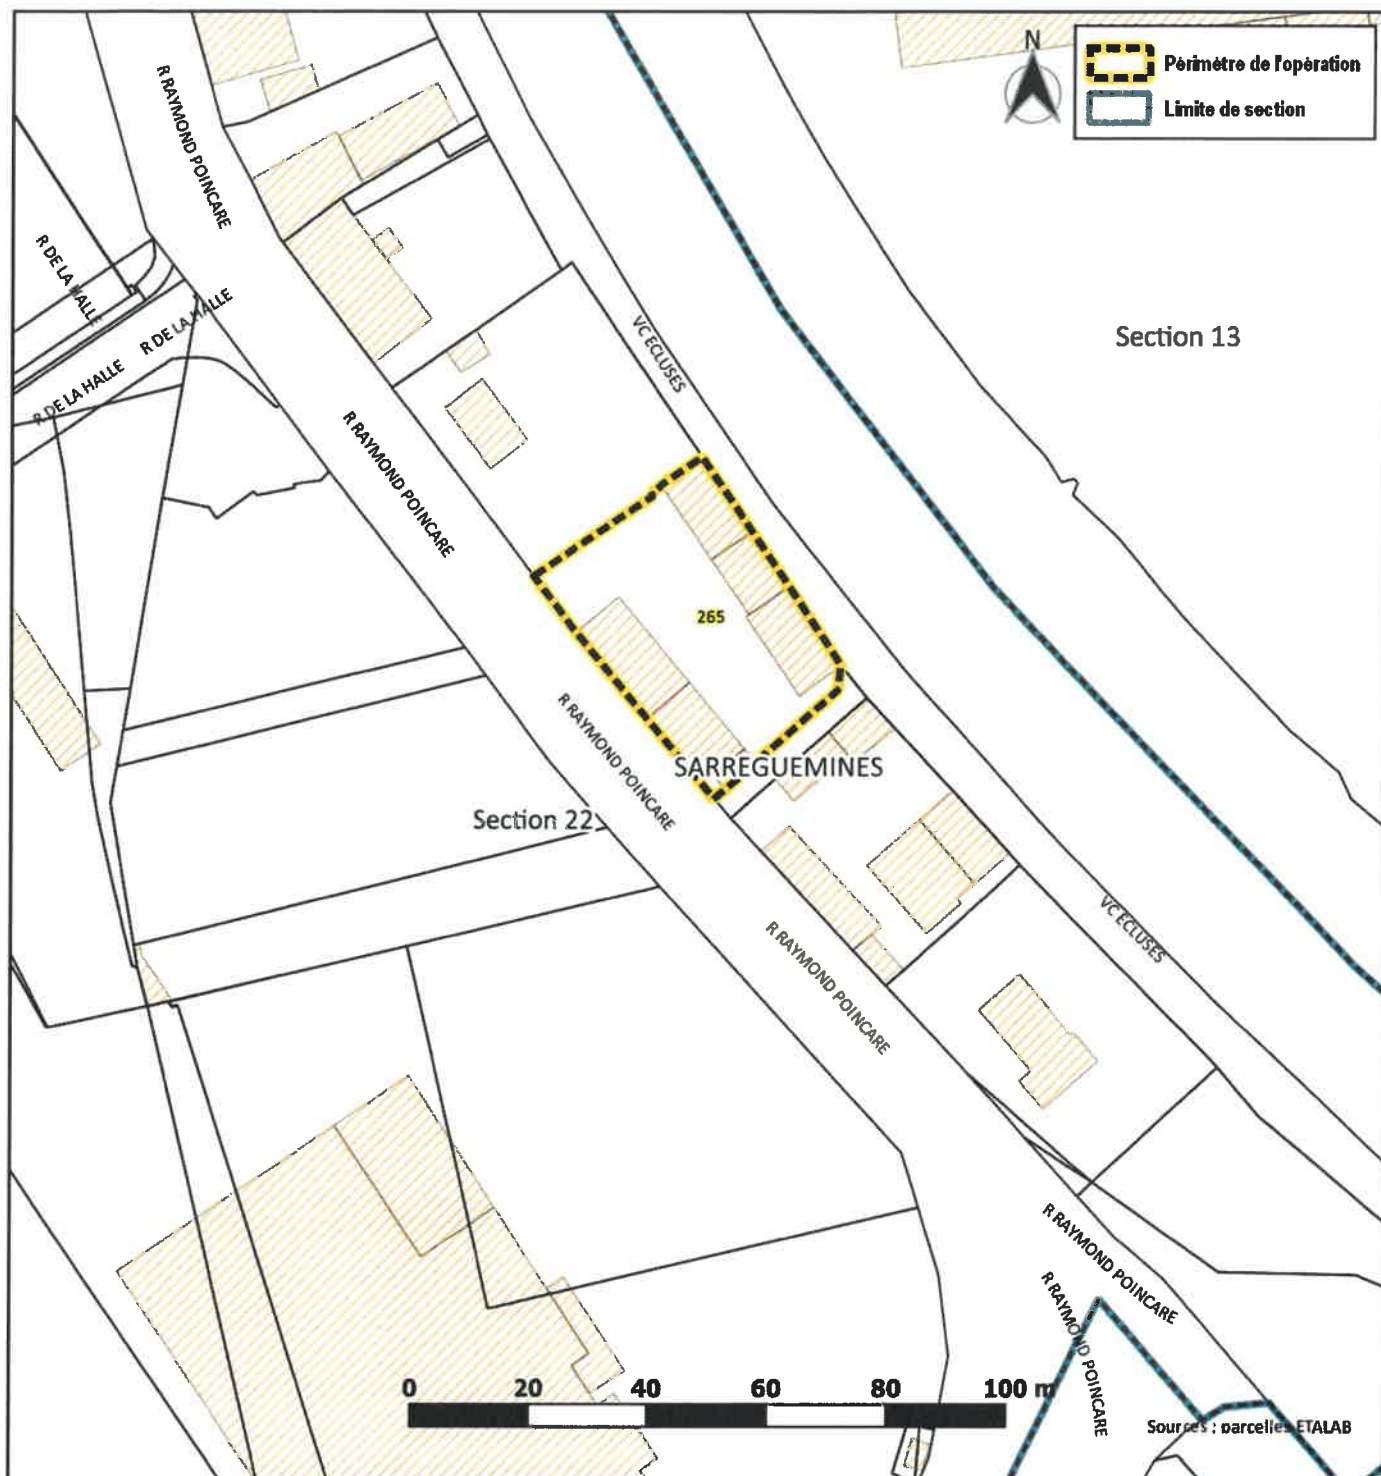 N
Périmètre de l'opération
Limite de section
R RAYMOND POINCARE
R DE LA HALLE
R DE LA HALLE
R DE LA HALLE
Section 13
VC ECLUSES
R RAYMOND POINCARE
265
R RAYMOND POINCARE
SARREGUEMINES
Section 22
VC ECLUSES
R RAYMOND POINCARE
R RAYMOND POINCARE
R RAYMOND POINCARE
0 20 40 60 80 100 m
Sources : parcelles ETALAB